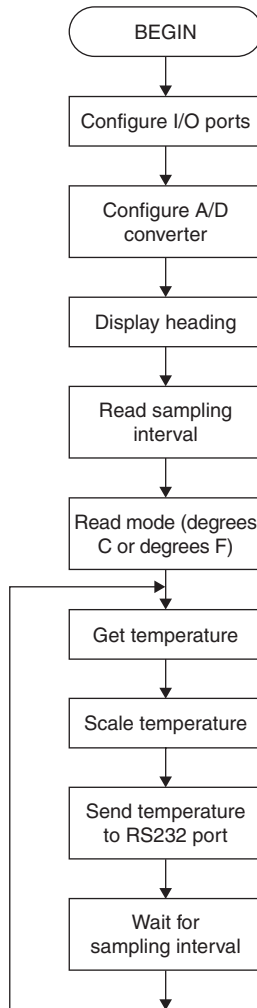 BEGIN
Configure I/O ports
Configure A/D
converter
Display heading
Read sampling
interval
Read mode (degrees
C or degrees F)
Get temperature
Scale temperature
Send temperature
to RS232 port
Wait for
sampling interval